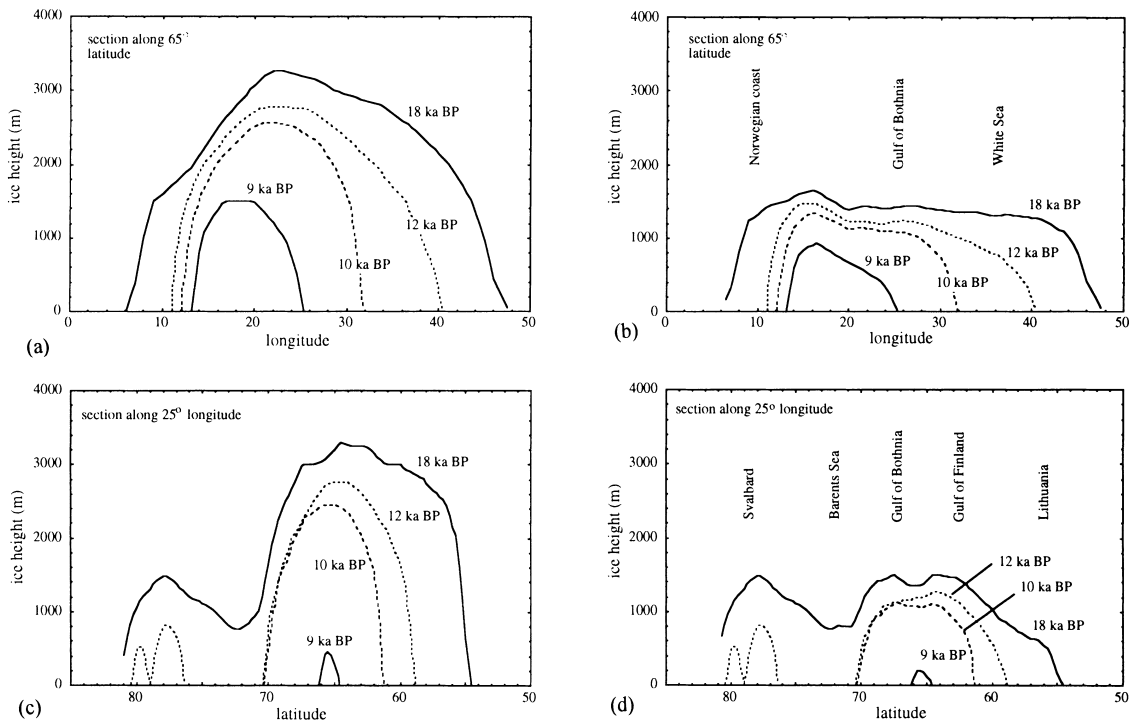 4000
3000
2000
1000
0
ice height (m)
section along 65°
latitude
18 ka BP
9 ka BP
12 ka BP
10 ka BP
0 10 20 30 40 50
longitude
(a)
4000
3000
2000
1000
0
ice height (m)
section along 65°
latitude
Norwegian coast
Gulf of Bothnia
White Sea
18 ka BP
12 ka BP
9 ka BP
10 ka BP
0 10 20 30 40 50
longitude
(b)
4000
3000
2000
1000
0
ice height (m)
section along 25° longitude
18 ka BP
12 ka BP
10 ka BP
9 ka BP
80 70 60 50
latitude
(c)
4000
3000
2000
1000
0
ice height (m)
section along 25° longitude
Svalbard
Barents Sea
Gulf of Bothnia
Gulf of Finland
Lithuania
12 ka BP
10 ka BP
18 ka BP
9 ka BP
80 70 60 50
latitude
(d)